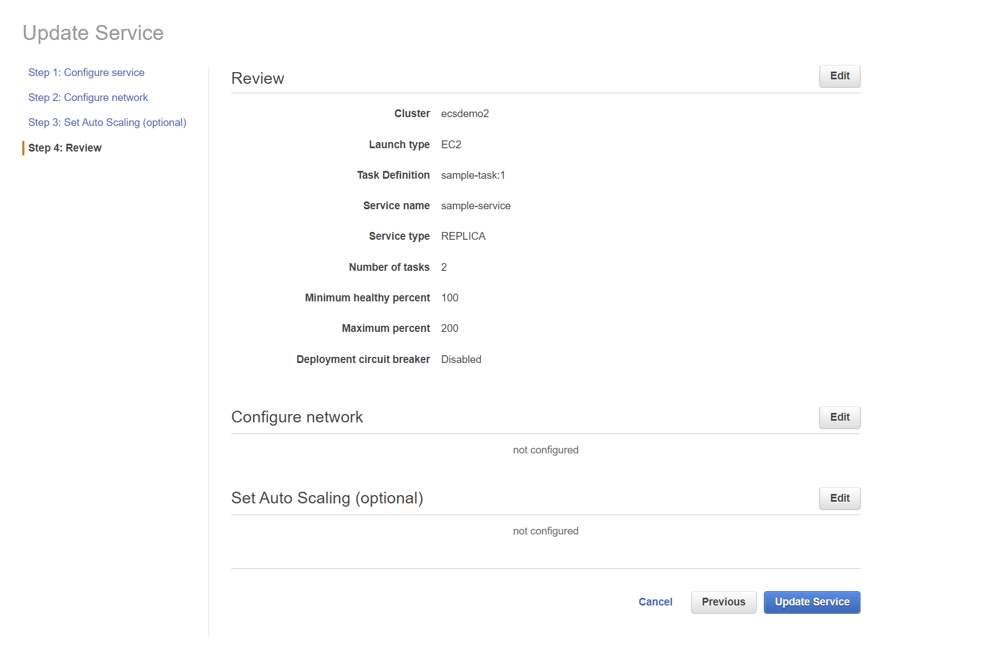 Update Service
Step 1: Configure service
Step 2: Configure network
Step 3: Set Auto Scaling (optional)
Step 4: Review
Review
Edit
Cluster ecsdemo2
Launch type EC2
Task Definition sample-task:1
Service name sample-service
Service type REPLICA
Number of tasks 2
Minimum healthy percent 100
Maximum percent 200
Deployment circuit breaker Disabled
Configure network
Edit
not configured
Set Auto Scaling (optional)
Edit
not configured
Cancel Previous Update Service